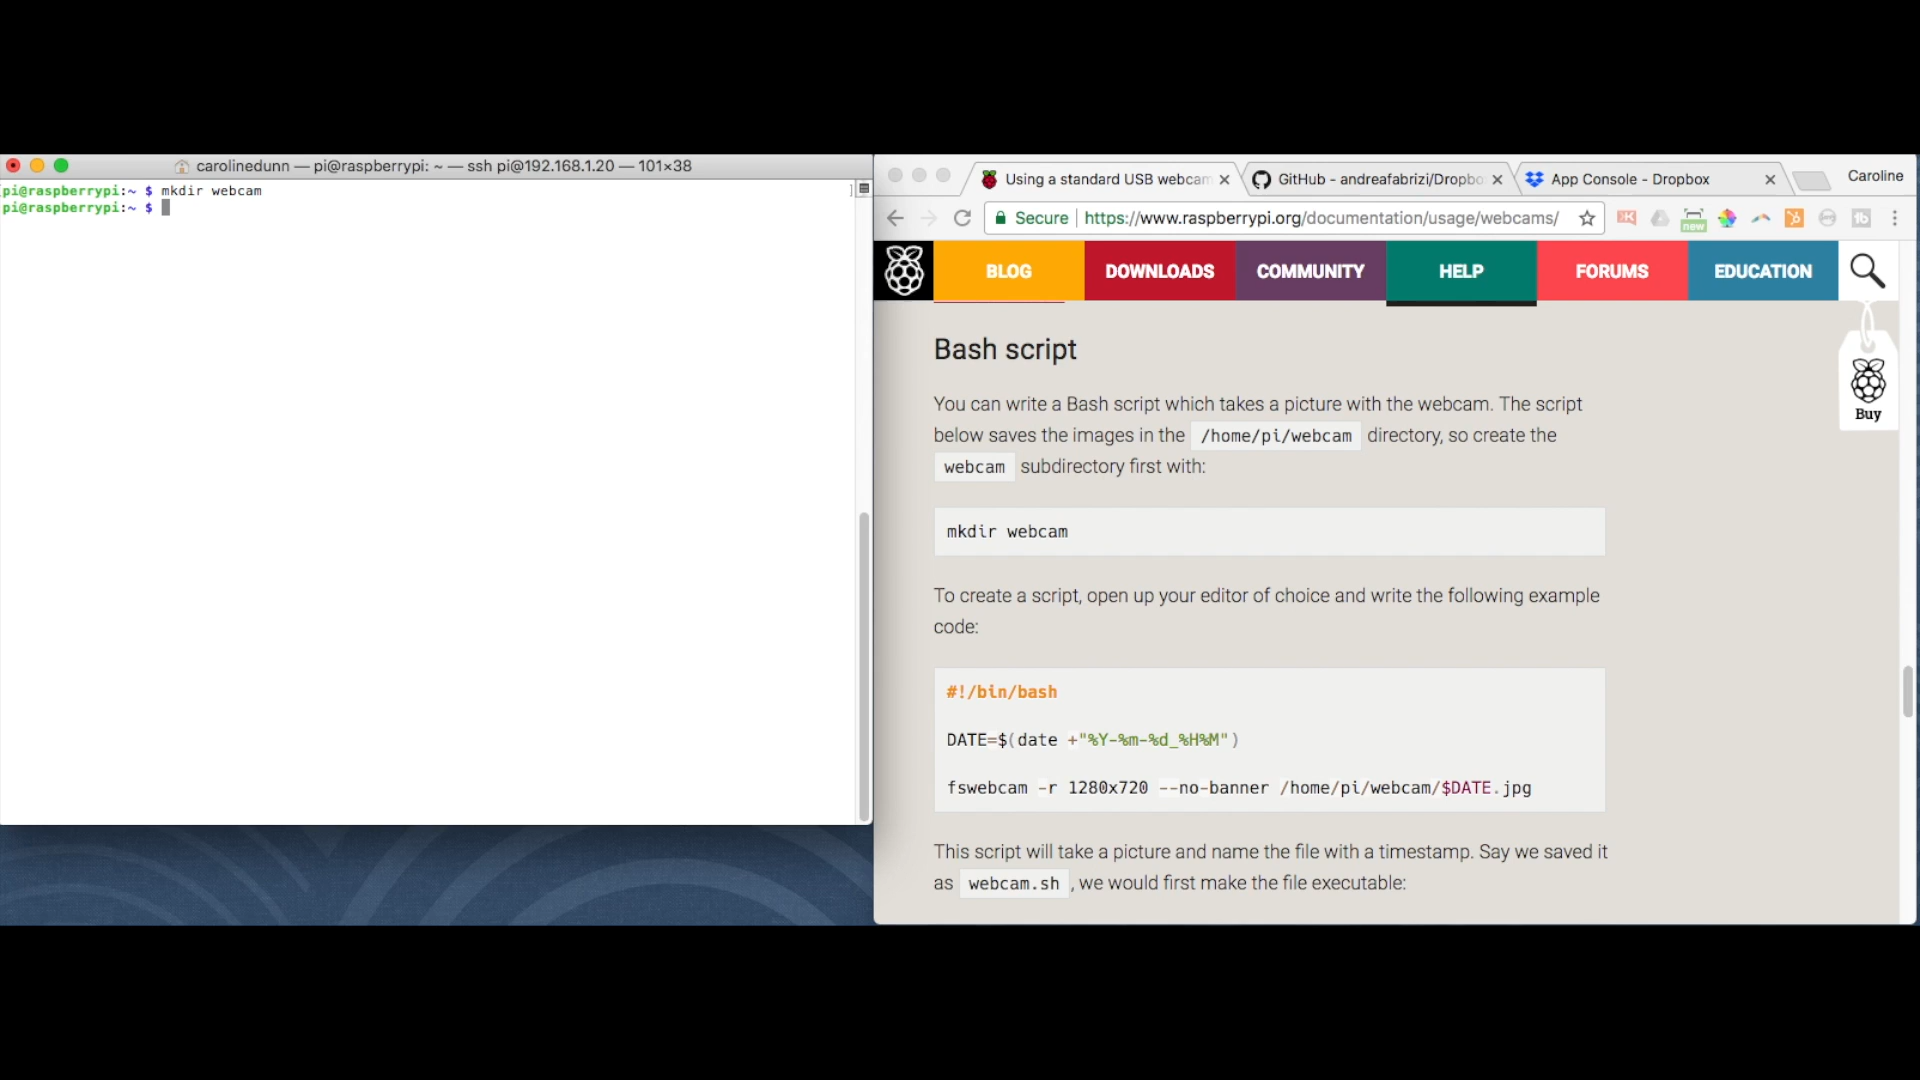 carolinedunn — pi@raspberrypi: ~ — ssh pi@192.168.1.20 — 101×38
pi@raspberrypi:~ $ mkdir webcam
pi@raspberrypi:~ $
Using a standard USB webcam
GitHub - andreafabrizi/Dropbo
App Console - Dropbox
Caroline
Secure
https://www.raspberrypi.org/documentation/usage/webcams/
new
BLOG
DOWNLOADS
COMMUNITY
HELP
FORUMS
EDUCATION
Buy
Bash script
You can write a Bash script which takes a picture with the webcam. The script
below saves the images in the /home/pi/webcam directory, so create the
webcam subdirectory first with:
mkdir webcam
To create a script, open up your editor of choice and write the following example
code:
#!/bin/bash
DATE=$(date +"%Y-%m-%d_%H%M")
fswebcam -r 1280x720 --no-banner /home/pi/webcam/$DATE.jpg
This script will take a picture and name the file with a timestamp. Say we saved it
as webcam.sh , we would first make the file executable: